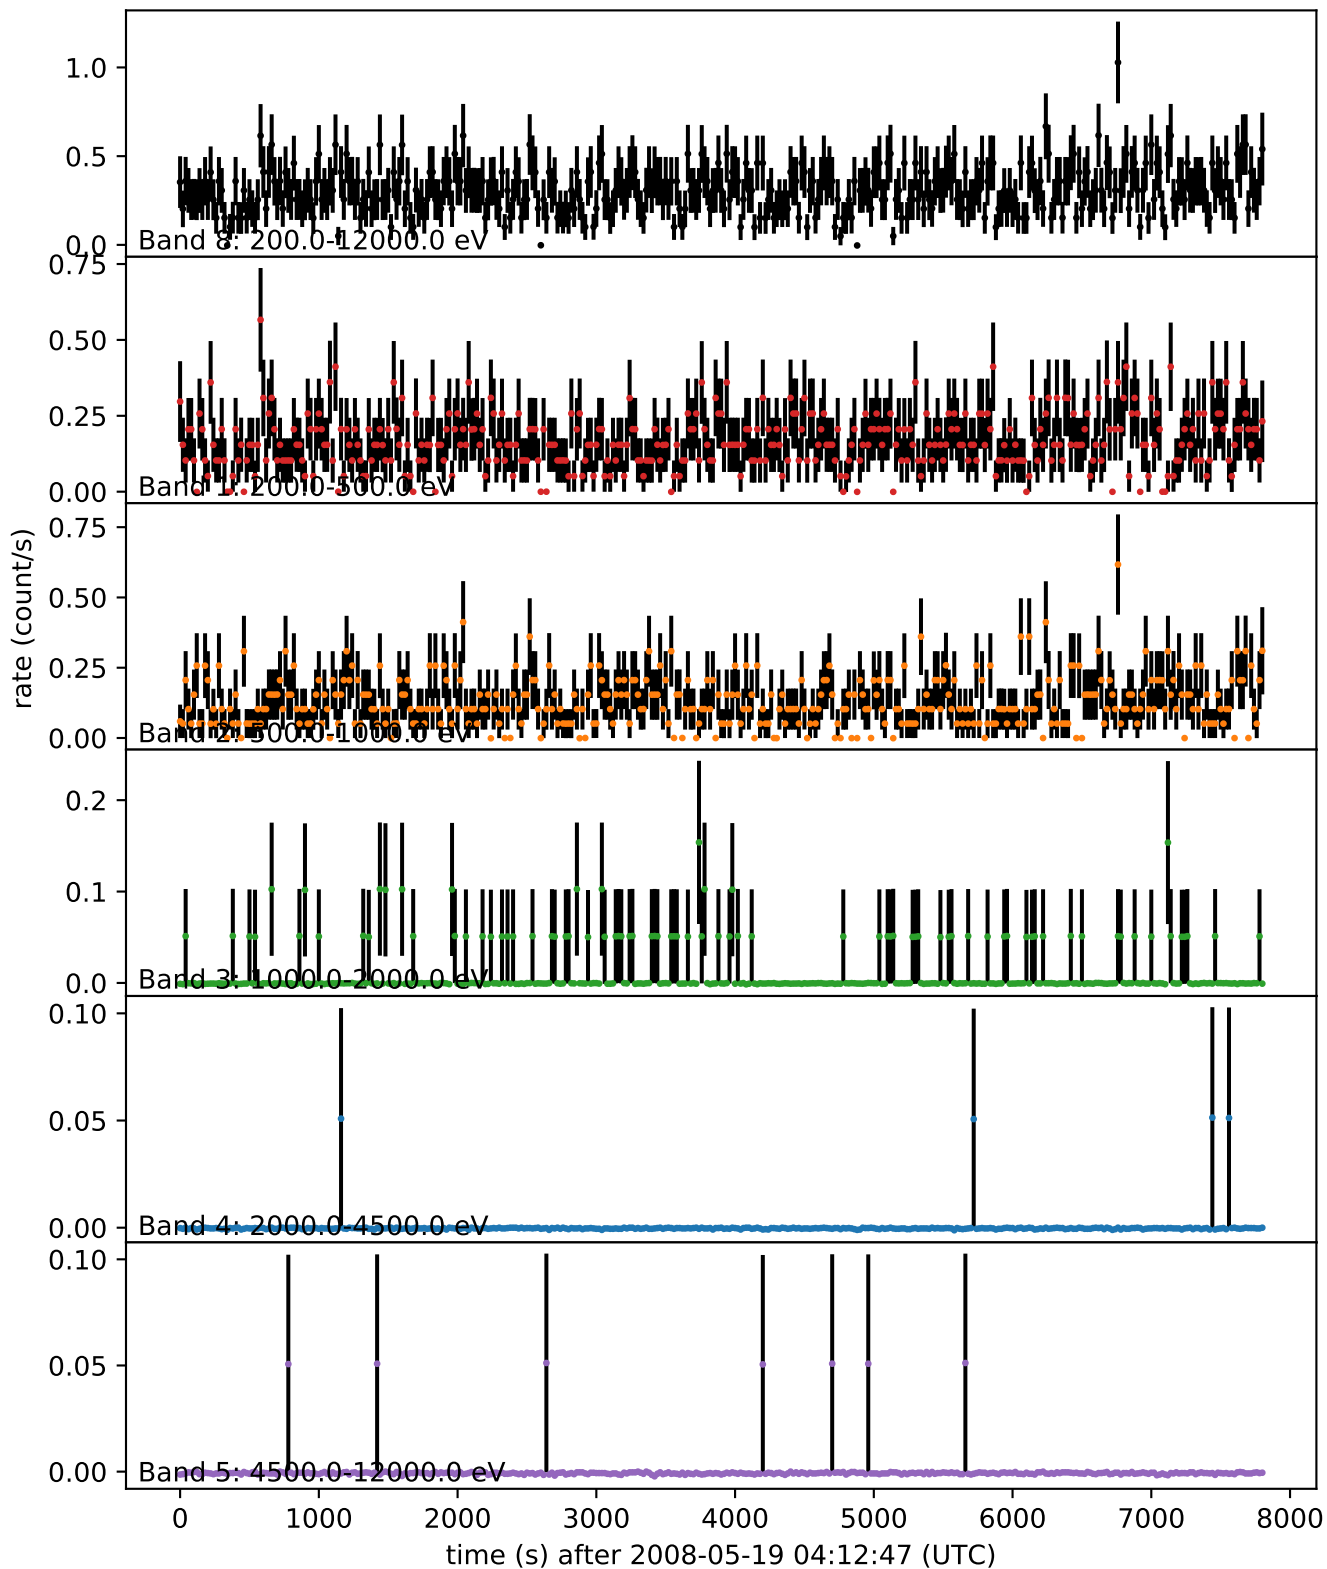 1.0
0.5
0.0
Band 8: 200.0-12000.0 eV
0.75
0.50
0.25
0.00
Band 1: 200.0-500.0 eV
0.75
0.50
0.25
0.00
Band 2: 500.0-1000.0 eV
rate (count/s)
0.2
0.1
0.0
Band 3: 1000.0-2000.0 eV
0.10
0.05
0.00
Band 4: 2000.0-4500.0 eV
0.10
0.05
0.00
Band 5: 4500.0-12000.0 eV
0 1000 2000 3000 4000 5000 6000 7000 8000
time (s) after 2008-05-19 04:12:47 (UTC)